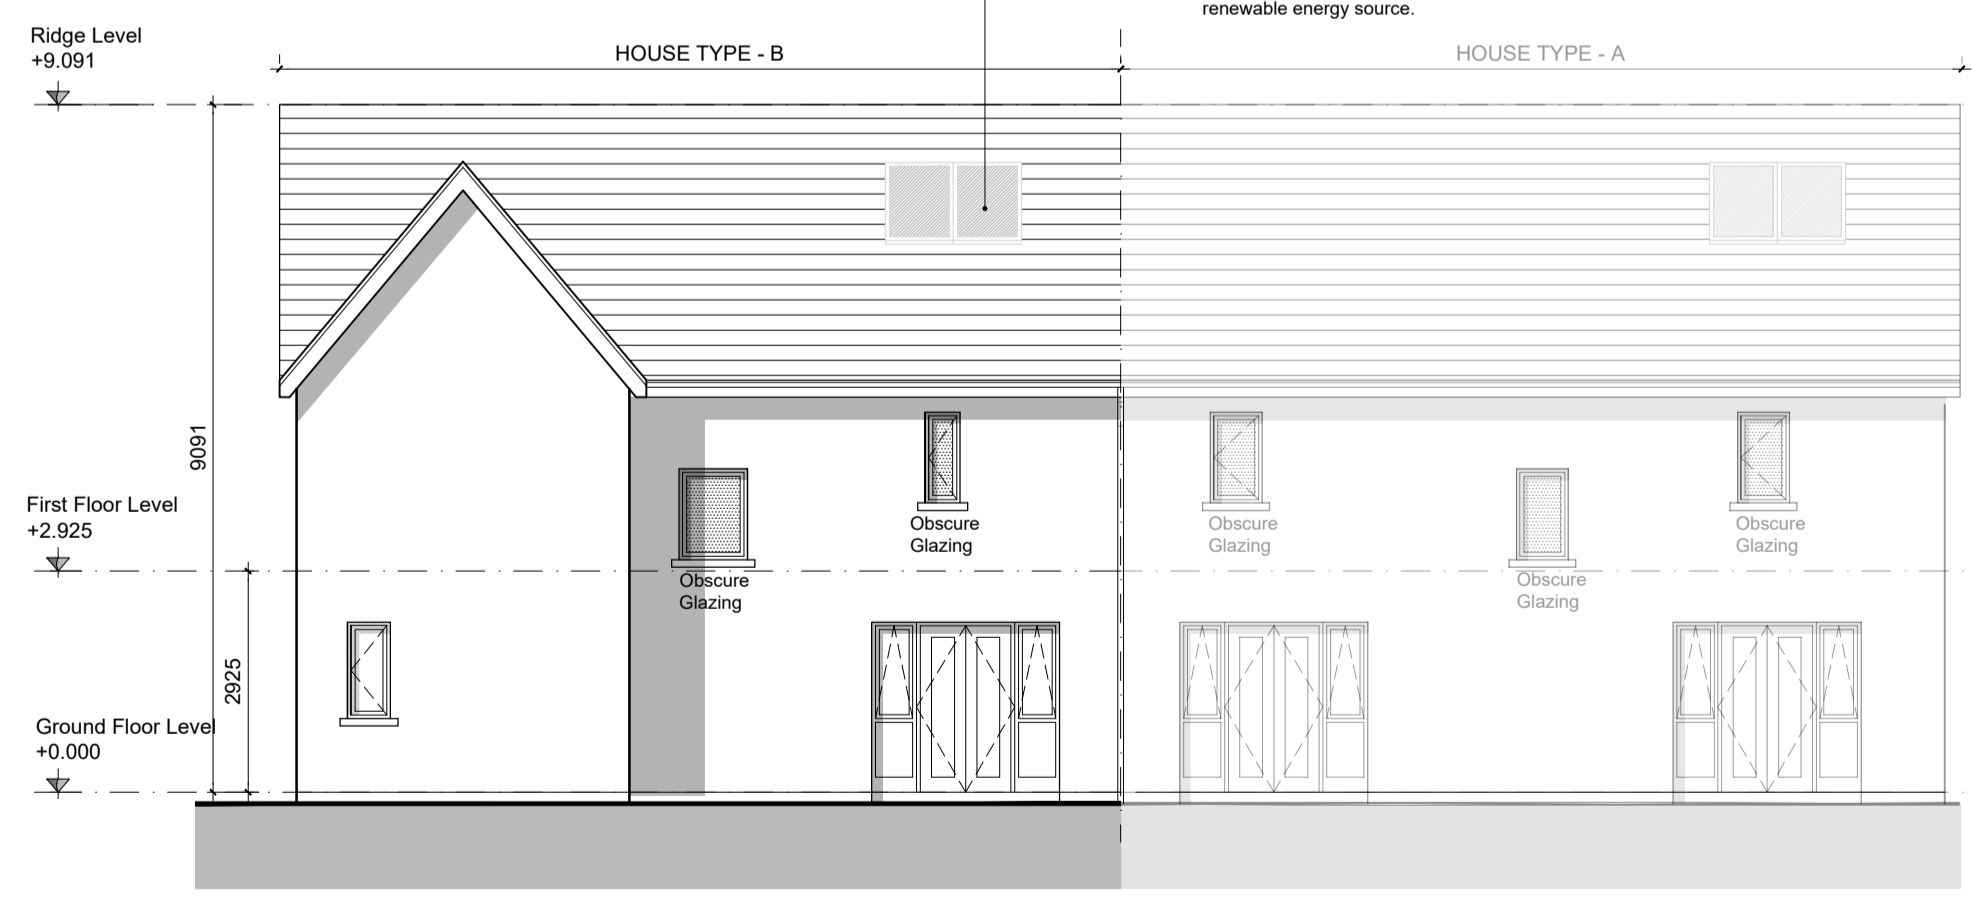 renewable energy source.
Ridge Level
+9.091
HOUSE TYPE - B
HOUSE TYPE - A
9091
First Floor Level
+2.925
Obscure
Glazing
Obscure
Glazing
Obscure
Glazing
Obscure
Glazing
Obscure
Glazing
2925
Ground Floor Level
+0.000